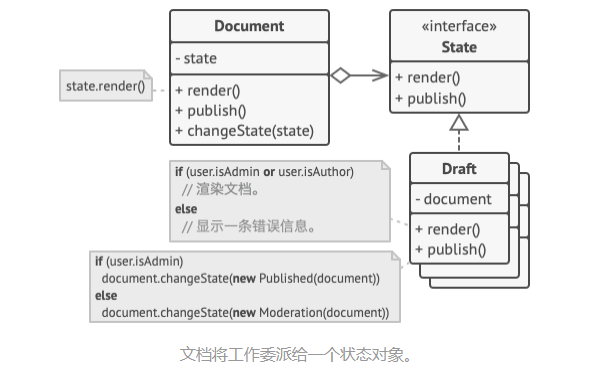 Document
- state
+ render()
+ publish()
+ changeState(state)
«interface»
State
+ render()
+ publish()
state.render()
Draft
- document
+ render()
+ publish()
if (user.isAdmin or user.isAuthor)
// 渲染文档。
else
// 显示一条错误信息。
if (user.isAdmin)
document.changeState(new Published(document))
else
document.changeState(new Moderation(document))
文档将工作委派给一个状态对象。